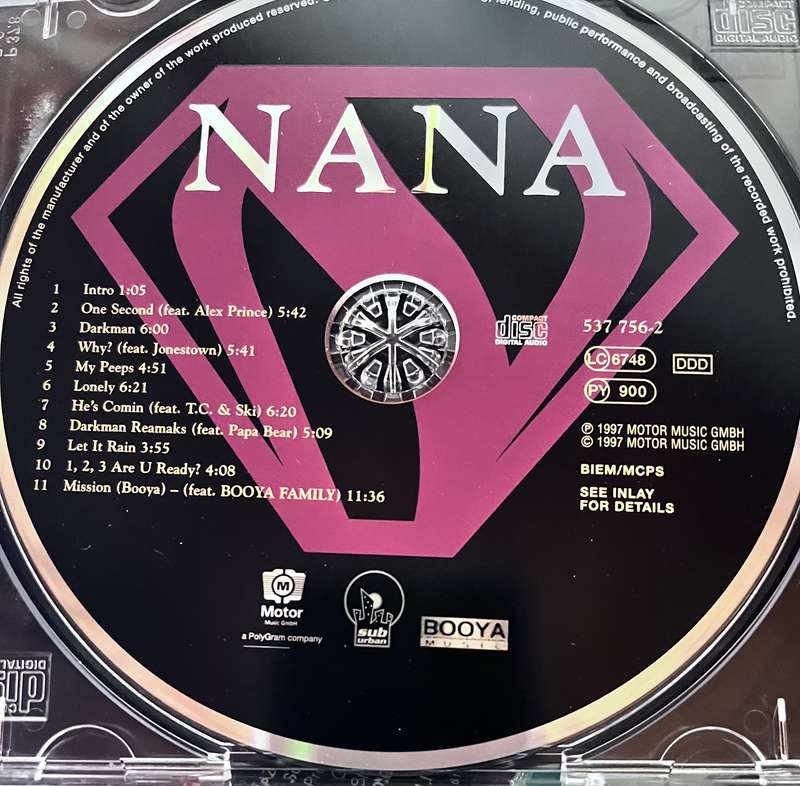 All rights of the manufacturer and of the owner of the work produced reserved.
lending, public performance and broadcasting of the recorded work prohibited.
COMPACT
disc
DIGITAL AUDIO
NANA
1 Intro 1:05
2 One Second (feat. Alex Prince) 5:42
3 Darkman 6:00
4 Why? (feat. Jonestown) 5:41
5 My Peeps 4:51
6 Lonely 6:21
7 He's Comin (feat. T.C. & Ski) 6:20
8 Darkman Reamaks (feat. Papa Bear) 5:09
9 Let It Rain 3:55
10 1, 2, 3 Are U Ready? 4:08
11 Mission (Booya) – (feat. BOOYA FAMILY) 11:36
COMPACT
disc
DIGITAL AUDIO
537 756-2
LC 6748
DDD
PY 900
℗ 1997 MOTOR MUSIC GMBH
© 1997 MOTOR MUSIC GMBH
BIEM/MCPS
SEE INLAY
FOR DETAILS
M
Motor
Music GmbH
a PolyGram company
sub
urban
BOOYA
MUSIC